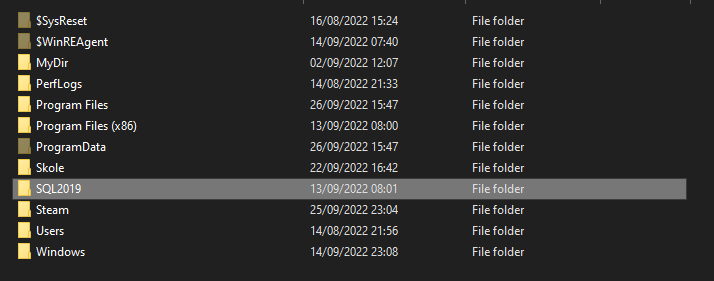 $SysReset 16/08/2022 15:24 File folder
$WinREAgent 14/09/2022 07:40 File folder
MyDir 02/09/2022 12:07 File folder
PerfLogs 14/08/2022 21:33 File folder
Program Files 26/09/2022 15:47 File folder
Program Files (x86) 13/09/2022 08:00 File folder
ProgramData 26/09/2022 15:47 File folder
Skole 22/09/2022 16:42 File folder
SQL2019 13/09/2022 08:01 File folder
Steam 25/09/2022 23:04 File folder
Users 14/08/2022 21:56 File folder
Windows 14/09/2022 23:08 File folder